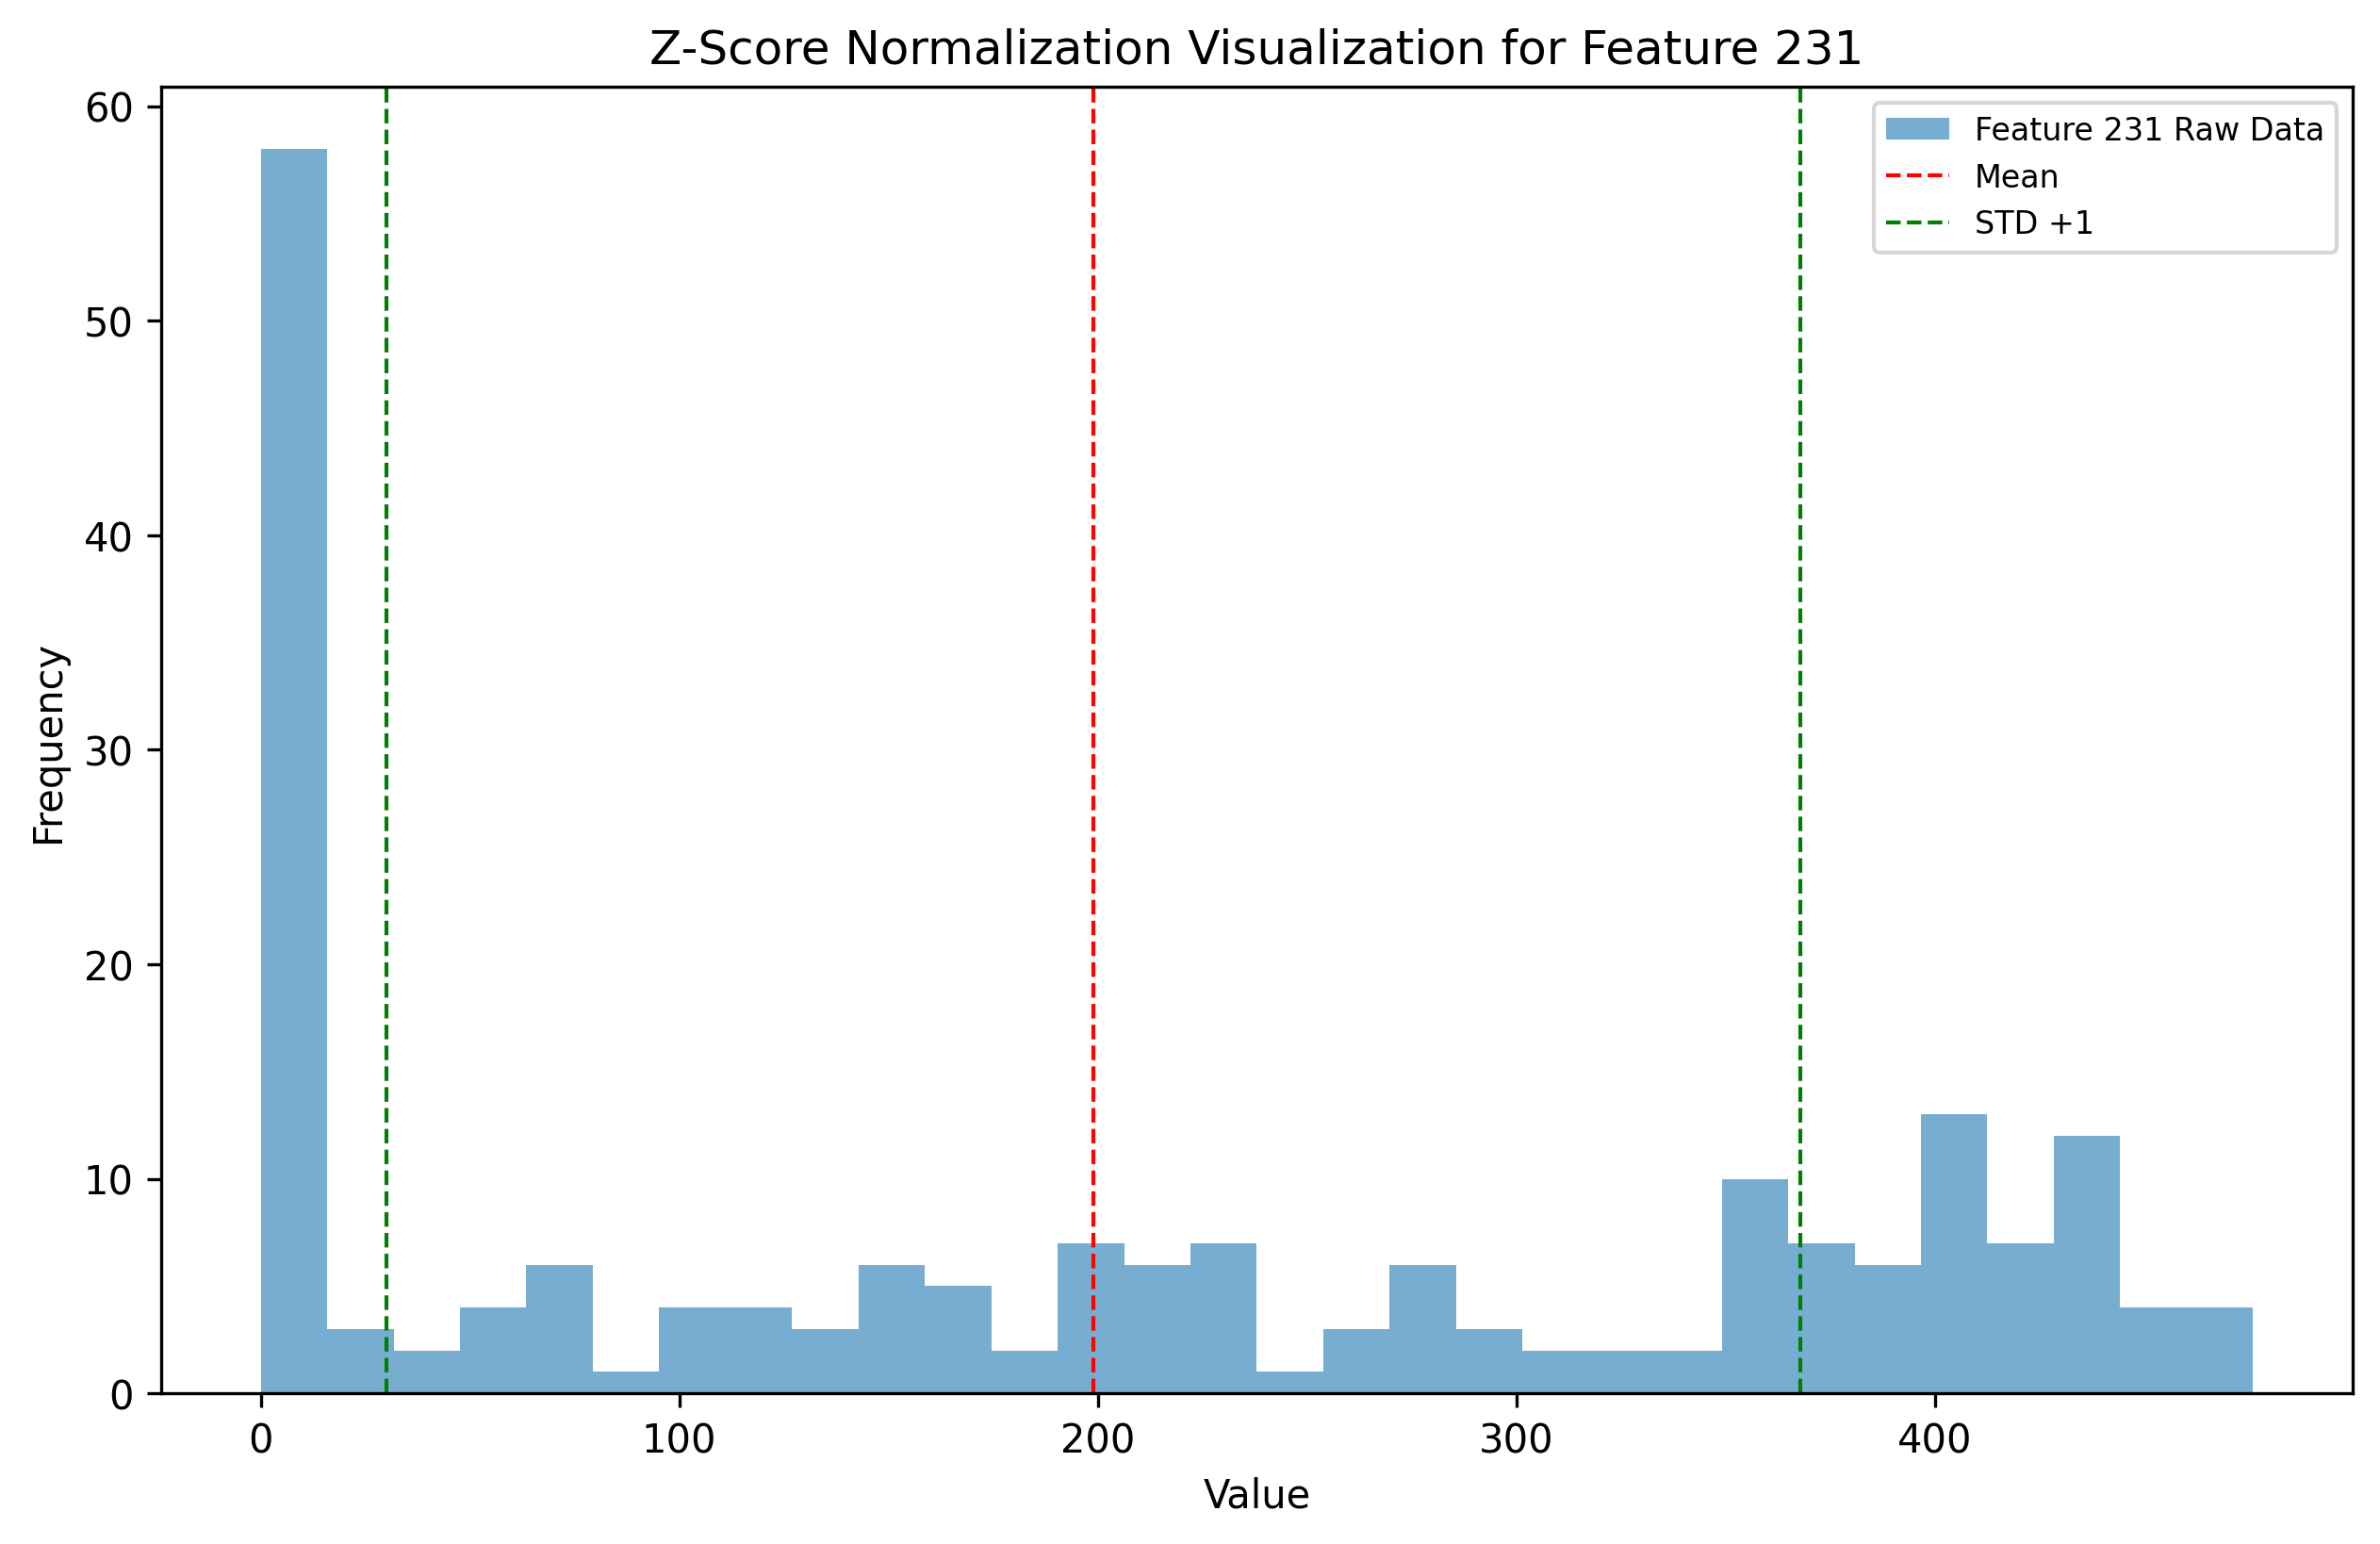 Z-Score Normalization Visualization for Feature 231
Feature 231 Raw Data
Mean
STD +1
60
50
40
30
20
10
0
Frequency
0 100 200 300 400
Value